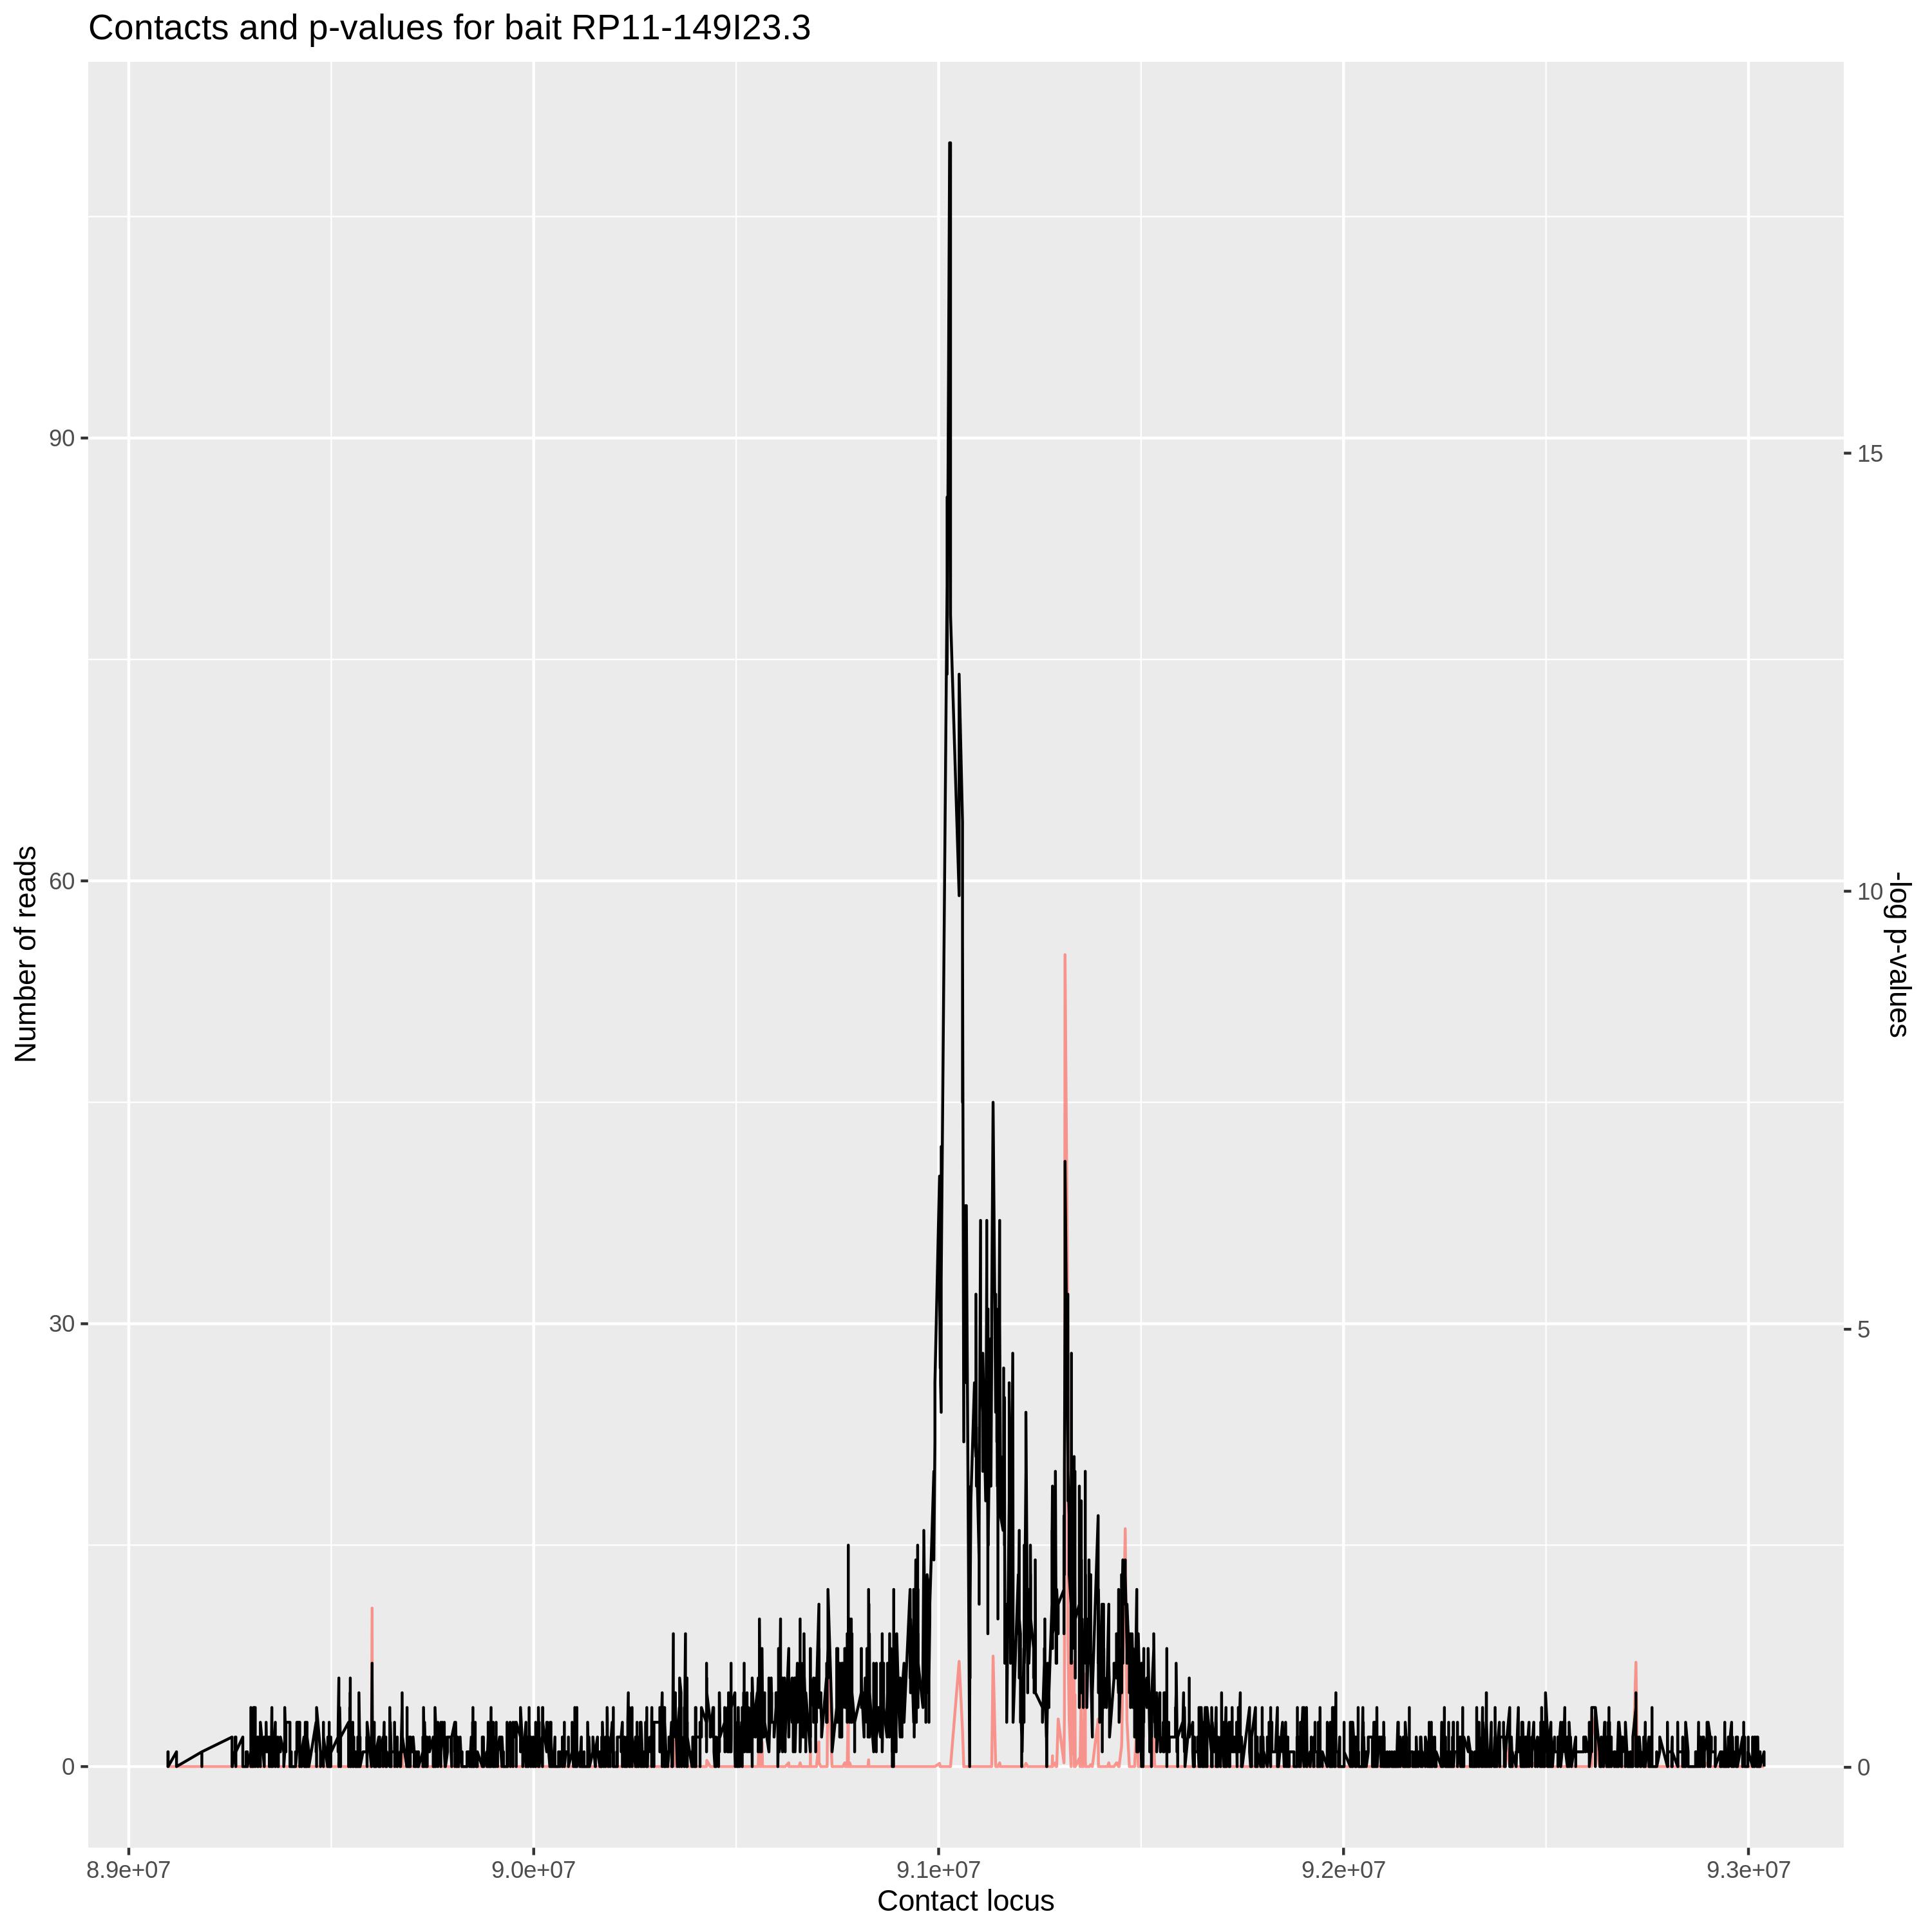 Contacts and p-values for bait RP11-149I23.3
90
60
30
0
15
10
5
0
Number of reads
-log p-values
8.9e+07
9.0e+07
9.1e+07
9.2e+07
9.3e+07
Contact locus